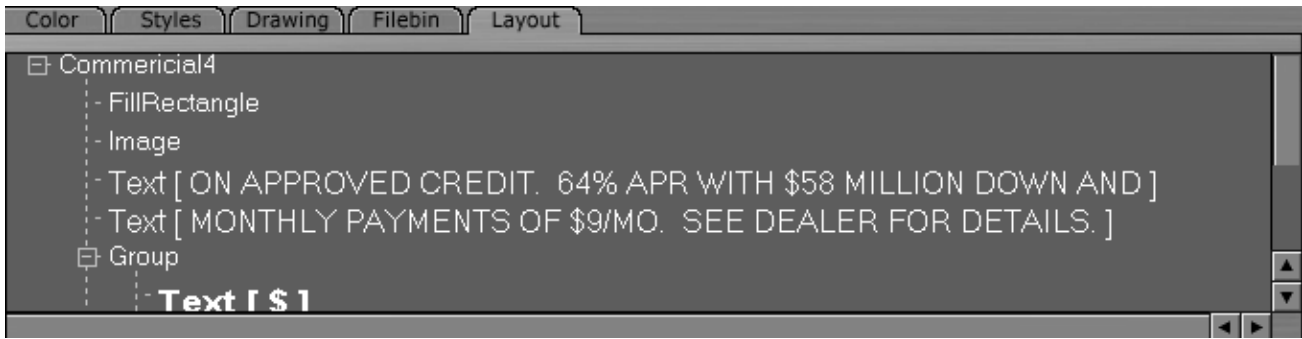 Color Styles Drawing Filebin Layout
Commericial4
FillRectangle
Image
Text [ ON APPROVED CREDIT.  64% APR WITH $58 MILLION DOWN AND ]
Text [ MONTHLY PAYMENTS OF $9/MO.  SEE DEALER FOR DETAILS. ]
Group
Text [ $ ]